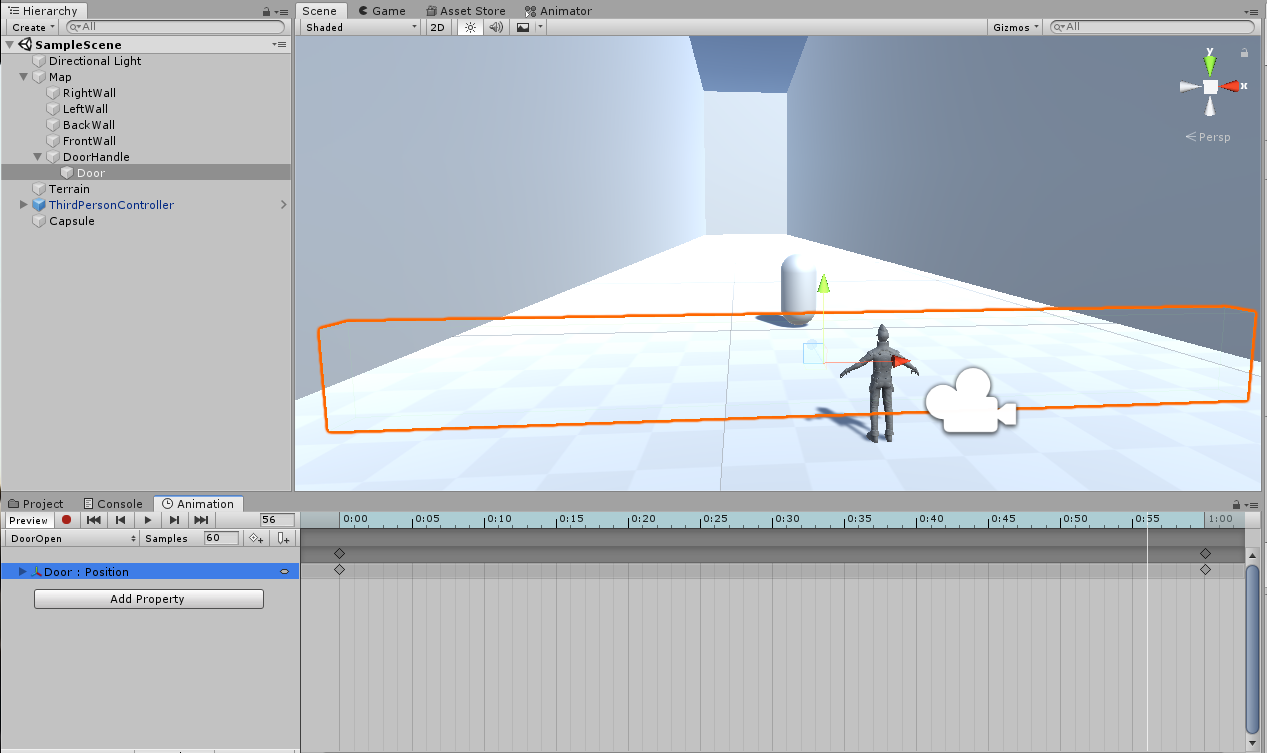 Hierarchy
Create
All
SampleScene
Directional Light
Map
RightWall
LeftWall
BackWall
FrontWall
DoorHandle
Door
Terrain
ThirdPersonController
Capsule
Scene Game Asset Store Animator
Shaded 2D Gizmos All
y
x
Persp
Project Console Animation
Preview 56
DoorOpen Samples 60
0:00 0:05 0:10 0:15 0:20 0:25 0:30 0:35 0:40 0:45 0:50 0:55 1:00
Door : Position
Add Property